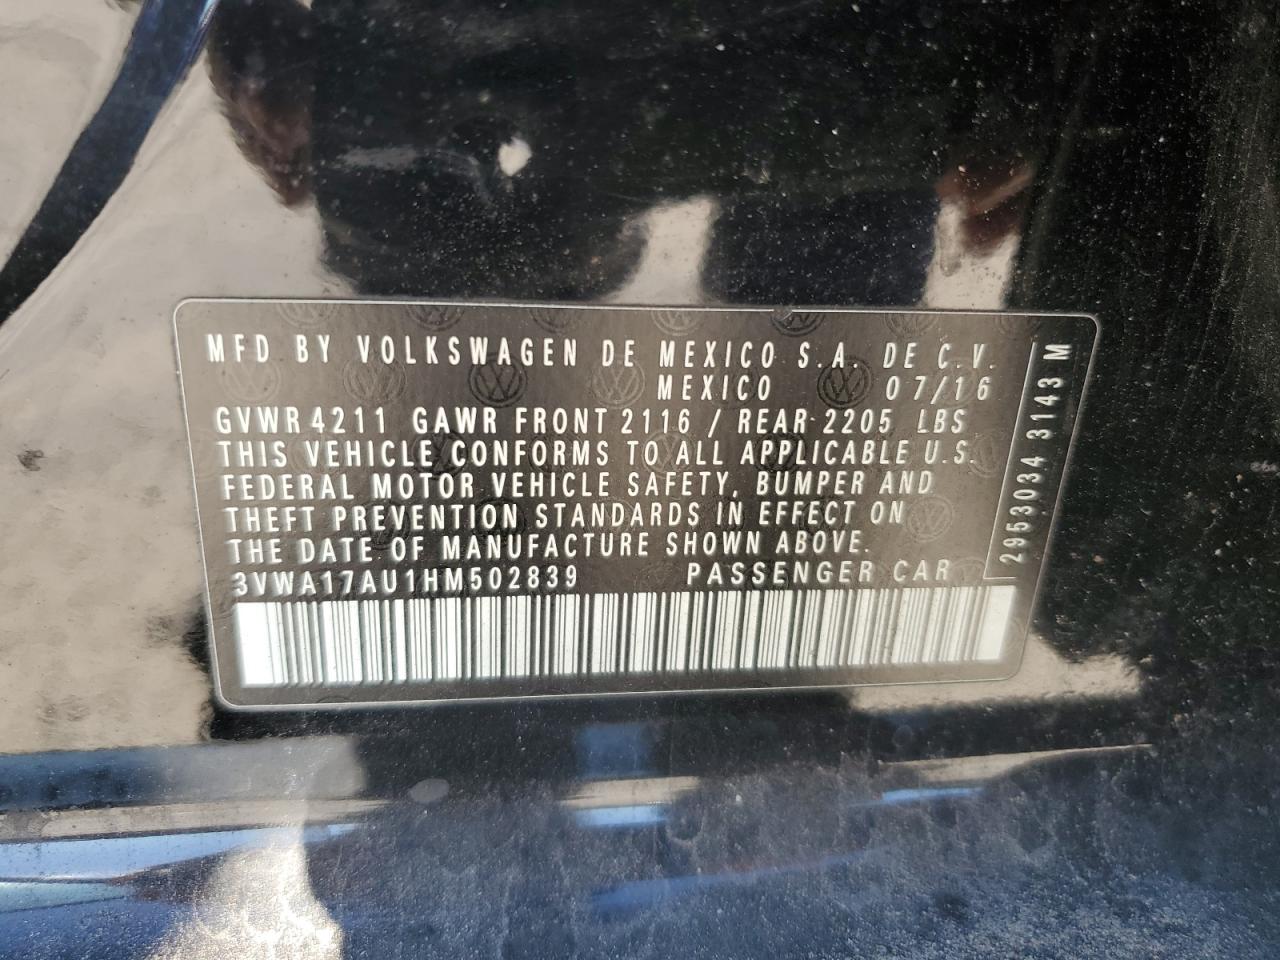 MFD BY VOLKSWAGEN DE MEXICO S.A. DE C.V.
MEXICO 07/16
GVWR 4211 GAWR FRONT 2116 / REAR 2205 LBS
THIS VEHICLE CONFORMS TO ALL APPLICABLE U.S.
FEDERAL MOTOR VEHICLE SAFETY, BUMPER AND
THEFT PREVENTION STANDARDS IN EFFECT ON
THE DATE OF MANUFACTURE SHOWN ABOVE.
3VWA17AU1HM502839 PASSENGER CAR
2953034 3143 M